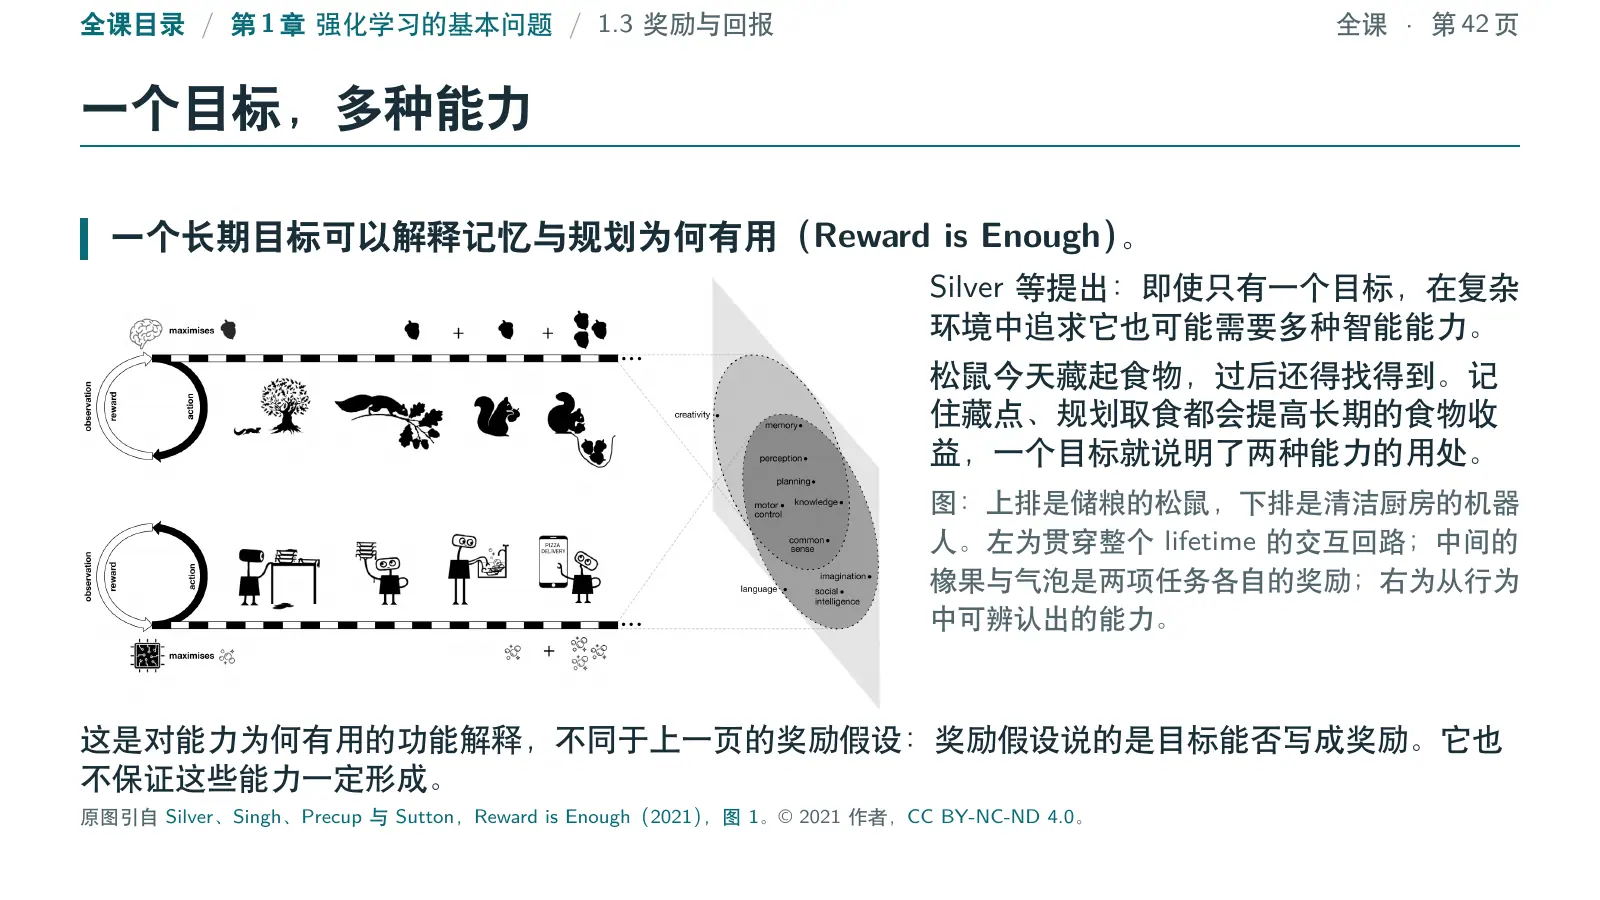 全课目录 / 第 1 章 强化学习的基本问题 / 1.3 奖励与回报
全课 · 第 42 页
一个目标，多种能力
一个长期目标可以解释记忆与规划为何有用（Reward is Enough）。
maximises
+ +
observation
reward
action
creativity
memory
perception
planning
motor control
knowledge
common sense
imagination
language
social intelligence
observation
reward
action
PIZZA
DELIVERY
maximises
+
Silver 等提出：即使只有一个目标，在复杂
环境中追求它也可能需要多种智能能力。
松鼠今天藏起食物，过后还得找得到。记
住藏点、规划取食都会提高长期的食物收
益，一个目标就说明了两种能力的用处。
图：上排是储粮的松鼠，下排是清洁厨房的机器
人。左为贯穿整个 lifetime 的交互回路；中间的
橡果与气泡是两项任务各自的奖励；右为从行为
中可辨认出的能力。
这是对能力为何有用的功能解释，不同于上一页的奖励假设：奖励假设说的是目标能否写成奖励。它也
不保证这些能力一定形成。
原图引自 Silver、Singh、Precup 与 Sutton，Reward is Enough（2021），图 1。© 2021 作者，CC BY-NC-ND 4.0。